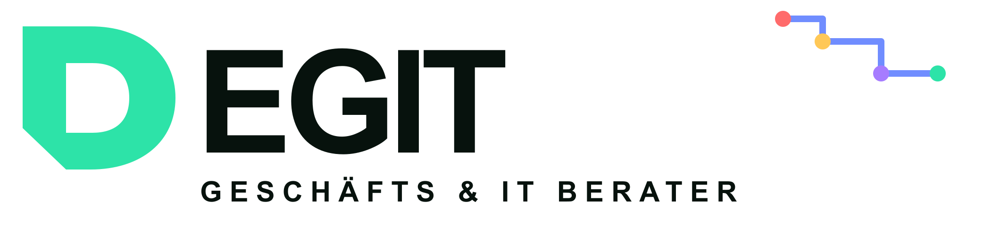 DEGIT
GESCHÄFTS & IT BERATER